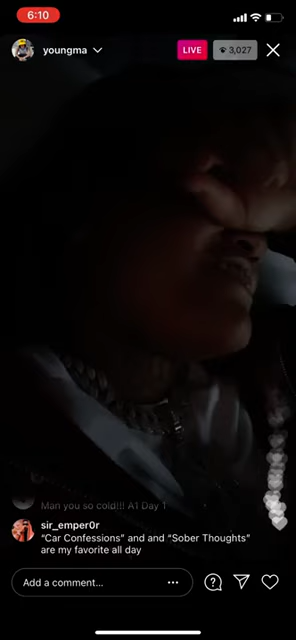 6:10
youngma
LIVE
3,027
Man you so cold!!! A1 Day 1
sir_emper0r
“Car Confessions” and and “Sober Thoughts”
are my favorite all day
Add a comment...